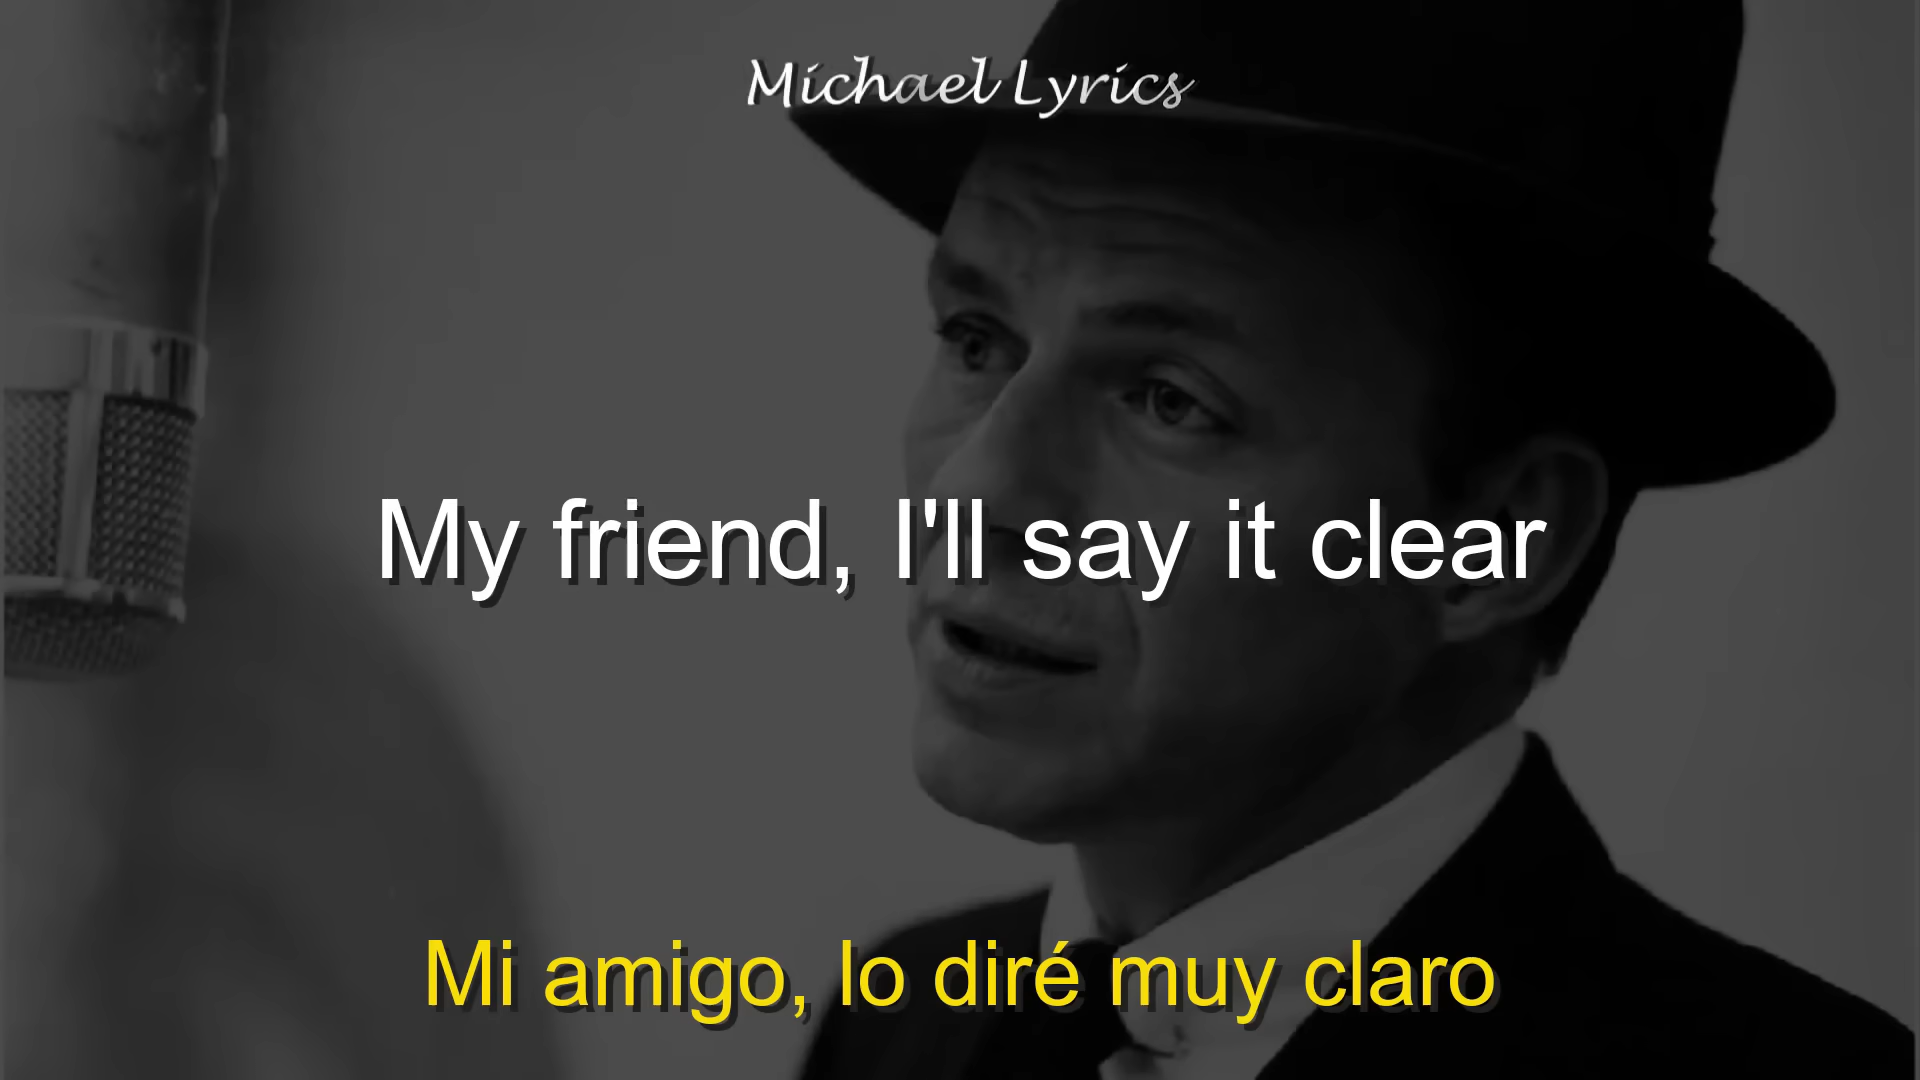 Michael Lyrics
My friend, I'll say it clear
Mi amigo, lo diré muy claro